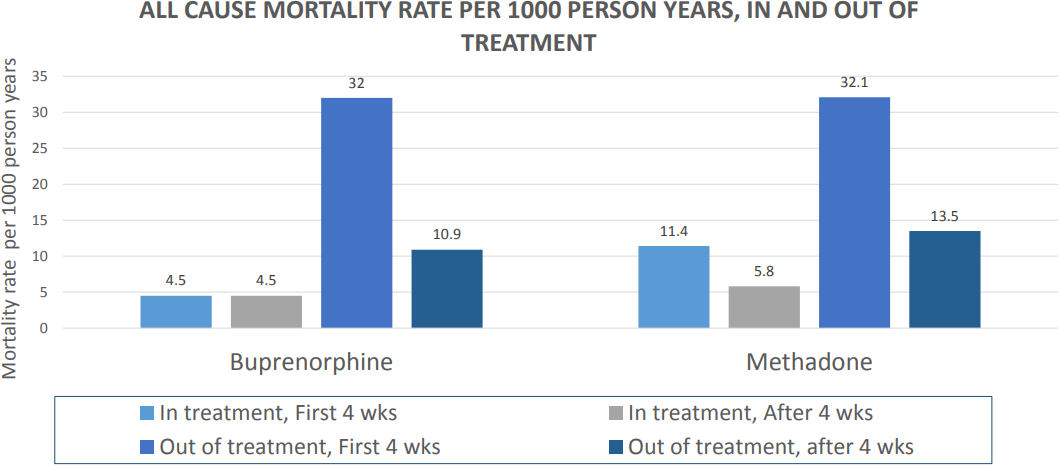 ALL CAUSE MORTALITY RATE PER 1000 PERSON YEARS, IN AND OUT OF
TREATMENT
Mortality rate per 1000 person years
35
30
25
20
15
10
5
0
4.5
4.5
32
10.9
11.4
5.8
32.1
13.5
Buprenorphine
Methadone
In treatment, First 4 wks
In treatment, After 4 wks
Out of treatment, First 4 wks
Out of treatment, after 4 wks